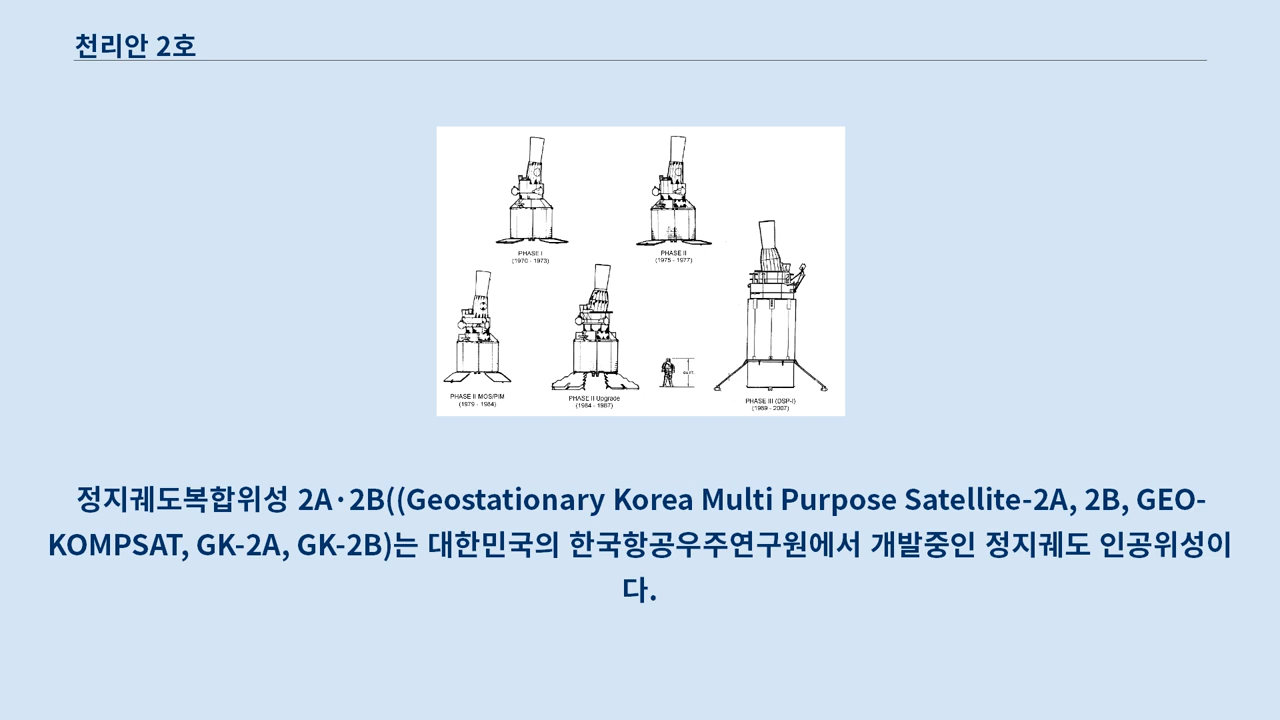 천리안 2호
PHASE I
(1970 - 1973)
PHASE II
(1975 - 1977)
PHASE II MOS/PIM
(1979 - 1984)
PHASE II Upgrade
(1984 - 1987)
PHASE III (DSP-I)
(1989 - 2007)
정지궤도복합위성 2A·2B((Geostationary Korea Multi Purpose Satellite-2A, 2B, GEO-
KOMPSAT, GK-2A, GK-2B)는 대한민국의 한국항공우주연구원에서 개발중인 정지궤도 인공위성이
다.